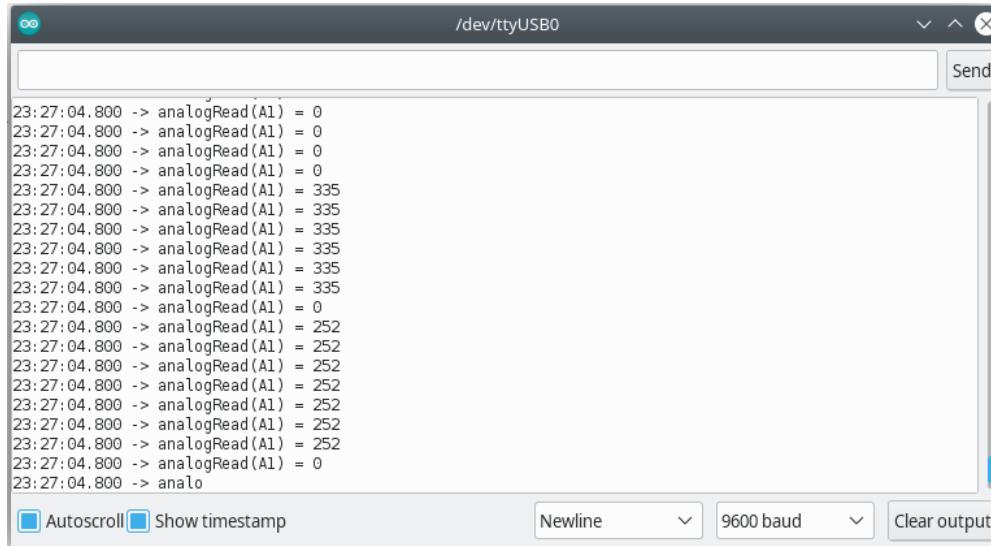 /dev/ttyUSB0
Send
23:27:04.800 -> analogRead(A1) = 0
23:27:04.800 -> analogRead(A1) = 0
23:27:04.800 -> analogRead(A1) = 0
23:27:04.800 -> analogRead(A1) = 0
23:27:04.800 -> analogRead(A1) = 335
23:27:04.800 -> analogRead(A1) = 335
23:27:04.800 -> analogRead(A1) = 335
23:27:04.800 -> analogRead(A1) = 335
23:27:04.800 -> analogRead(A1) = 335
23:27:04.800 -> analogRead(A1) = 335
23:27:04.800 -> analogRead(A1) = 0
23:27:04.800 -> analogRead(A1) = 252
23:27:04.800 -> analogRead(A1) = 252
23:27:04.800 -> analogRead(A1) = 252
23:27:04.800 -> analogRead(A1) = 252
23:27:04.800 -> analogRead(A1) = 252
23:27:04.800 -> analogRead(A1) = 252
23:27:04.800 -> analogRead(A1) = 252
23:27:04.800 -> analogRead(A1) = 0
23:27:04.800 -> analo
Autoscroll Show timestamp Newline 9600 baud Clear output